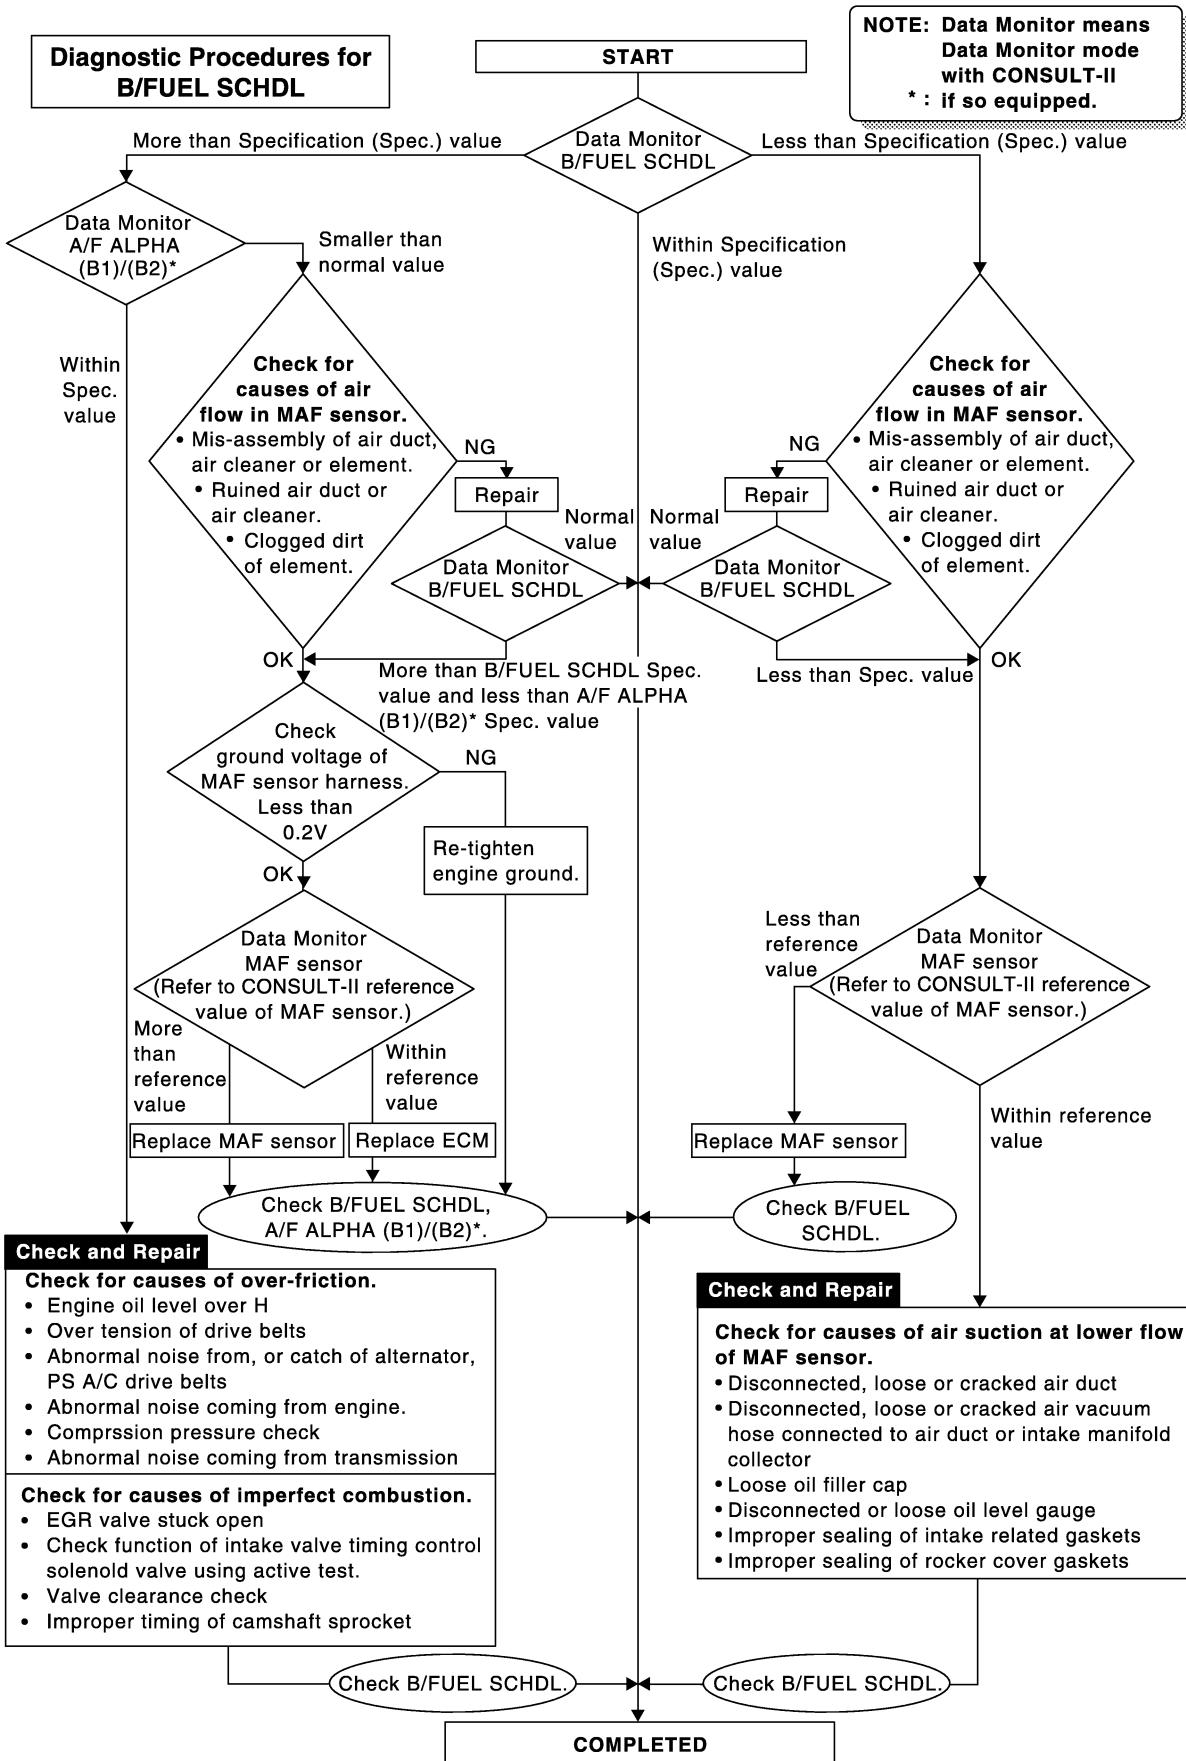 Diagnostic Procedures for
B/FUEL SCHDL
START
NOTE: Data Monitor means
Data Monitor mode
with CONSULT-II
* : if so equipped.
More than Specification (Spec.) value
Data Monitor
B/FUEL SCHDL
Less than Specification (Spec.) value
Data Monitor
A/F ALPHA
(B1)/(B2)*
Smaller than
normal value
Within Specification
(Spec.) value
Within
Spec.
value
Check for
causes of air
flow in MAF sensor.
• Mis-assembly of air duct,
air cleaner or element.
• Ruined air duct or
air cleaner.
• Clogged dirt
of element.
NG
Repair
Normal
value
Data Monitor
B/FUEL SCHDL
Normal
value
NG
Repair
Data Monitor
B/FUEL SCHDL
Check for
causes of air
flow in MAF sensor.
• Mis-assembly of air duct,
air cleaner or element.
• Ruined air duct or
air cleaner.
• Clogged dirt
of element.
OK
More than B/FUEL SCHDL Spec.
value and less than A/F ALPHA
(B1)/(B2)* Spec. value
Less than Spec. value
OK
Check
ground voltage of
MAF sensor harness.
Less than
0.2V
NG
Re-tighten
engine ground.
OK
Data Monitor
MAF sensor
(Refer to CONSULT-II reference
value of MAF sensor.)
Less than
reference
value
Data Monitor
MAF sensor
(Refer to CONSULT-II reference
value of MAF sensor.)
More
than
reference
value
Within
reference
value
Within reference
value
Replace MAF sensor
Replace ECM
Replace MAF sensor
Check B/FUEL SCHDL,
A/F ALPHA (B1)/(B2)*.
Check B/FUEL
SCHDL.
Check and Repair
Check for causes of over-friction.
• Engine oil level over H
• Over tension of drive belts
• Abnormal noise from, or catch of alternator,
PS A/C drive belts
• Abnormal noise coming from engine.
• Comprssion pressure check
• Abnormal noise coming from transmission
Check for causes of imperfect combustion.
• EGR valve stuck open
• Check function of intake valve timing control
solenold valve using active test.
• Valve clearance check
• Improper timing of camshaft sprocket
Check and Repair
Check for causes of air suction at lower flow
of MAF sensor.
• Disconnected, loose or cracked air duct
• Disconnected, loose or cracked air vacuum
hose connected to air duct or intake manifold
collector
• Loose oil filler cap
• Disconnected or loose oil level gauge
• Improper sealing of intake related gaskets
• Improper sealing of rocker cover gaskets
Check B/FUEL SCHDL.
Check B/FUEL SCHDL.
COMPLETED